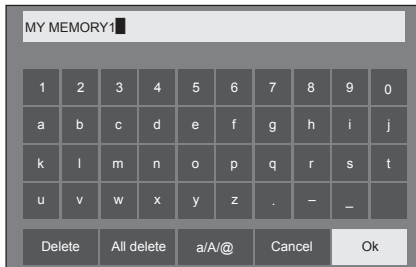 MY MEMORY1
1 2 3 4 5 6 7 8 9 0
a b c d e f g h i j
k l m n o p q r s t
u v w x y z . – _
Delete All delete a/A/@ Cancel Ok